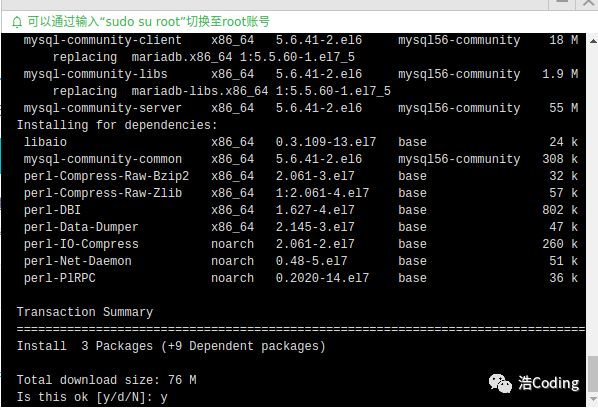 可以通过输入“sudo su root”切换至root账号
mysql-community-client x86_64 5.6.41-2.el6 mysql56-community 18 M
replacing mariadb.x86_64 1:5.5.60-1.el7_5
mysql-community-libs x86_64 5.6.41-2.el6 mysql56-community 1.9 M
replacing mariadb-libs.x86_64 1:5.5.60-1.el7_5
mysql-community-server x86_64 5.6.41-2.el6 mysql56-community 55 M
Installing for dependencies:
libaio x86_64 0.3.109-13.el7 base 24 k
mysql-community-common x86_64 5.6.41-2.el6 mysql56-community 308 k
perl-Compress-Raw-Bzip2 x86_64 2.061-3.el7 base 32 k
perl-Compress-Raw-Zlib x86_64 1:2.061-4.el7 base 57 k
perl-DBI x86_64 1.627-4.el7 base 802 k
perl-Data-Dumper x86_64 2.145-3.el7 base 47 k
perl-IO-Compress noarch 2.061-2.el7 base 260 k
perl-Net-Daemon noarch 0.48-5.el7 base 51 k
perl-PlRPC noarch 0.2020-14.el7 base 36 k
Transaction Summary
================================================================================
Install 3 Packages (+9 Dependent packages)
Total download size: 76 M
Is this ok [y/d/N]: y
浩Coding